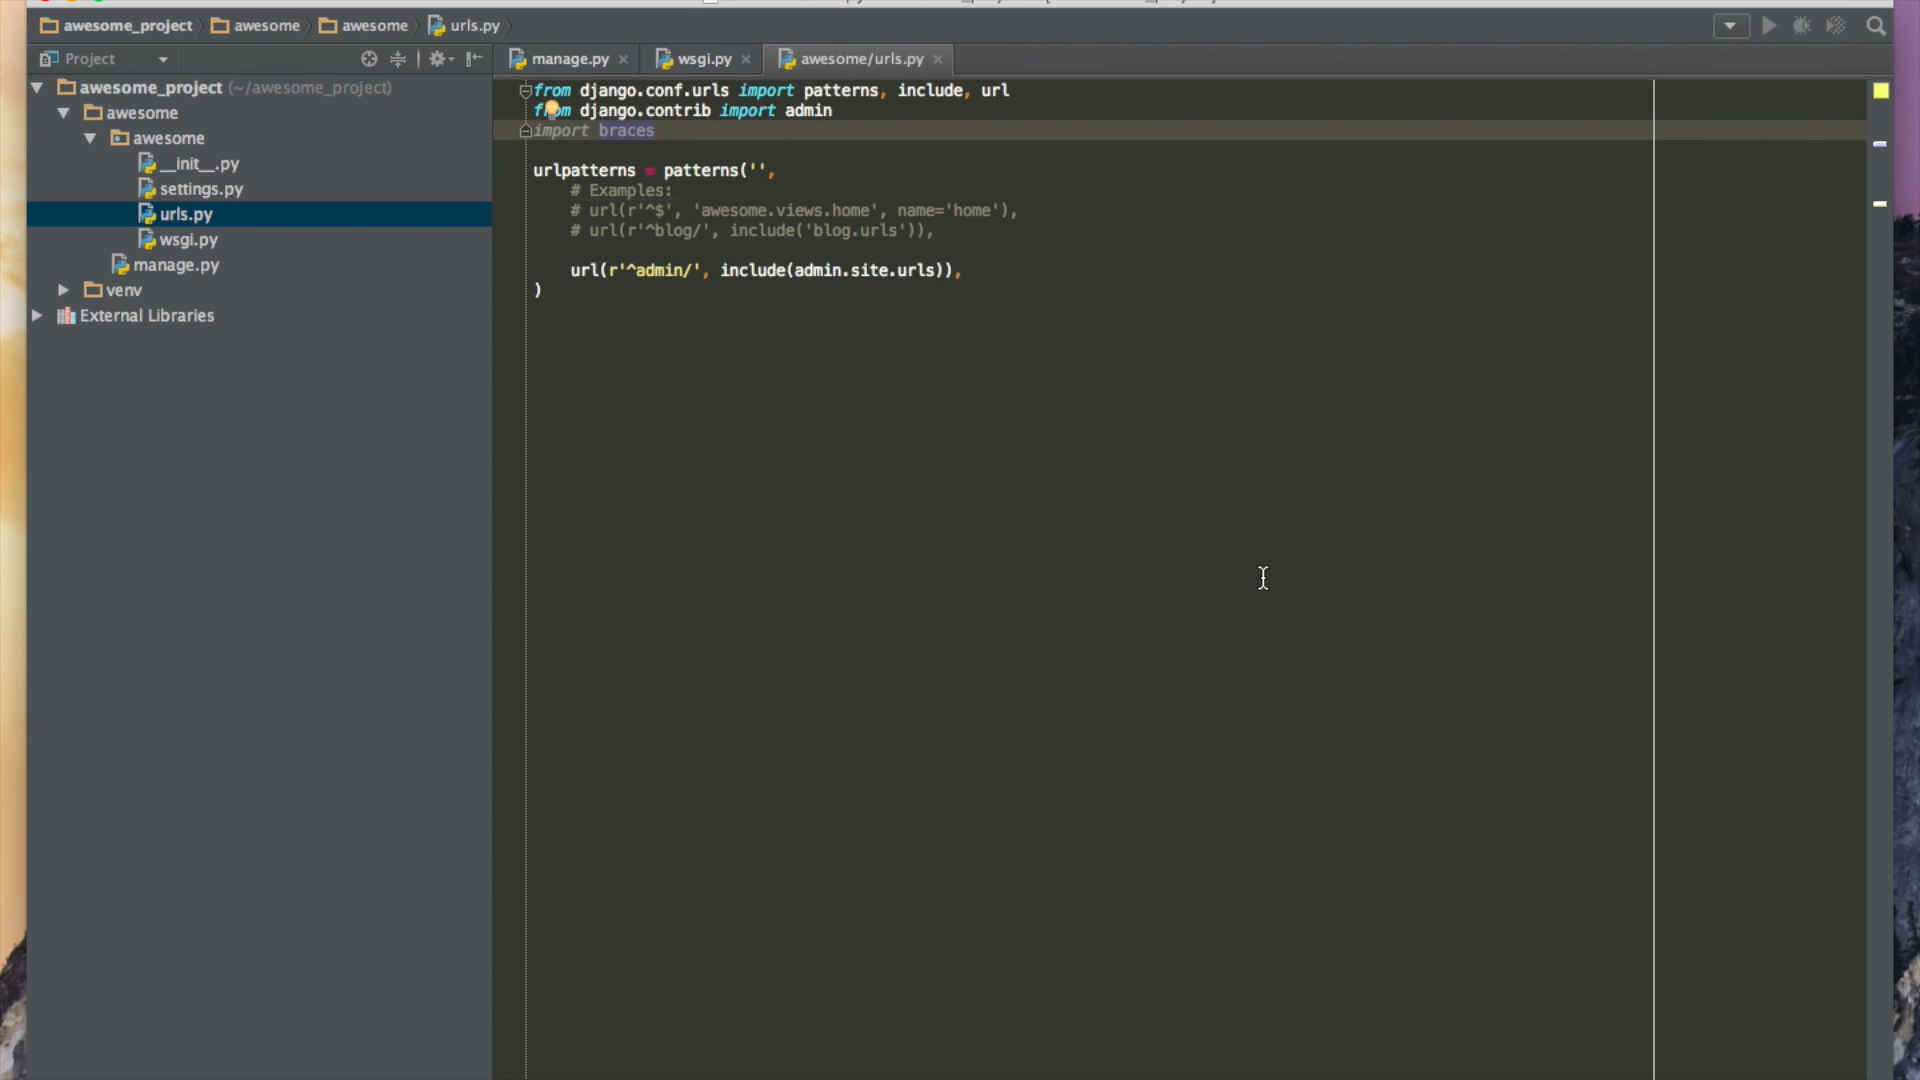 awesome_project awesome awesome urls.py
Project
manage.py wsgi.py awesome/urls.py
awesome_project (~/awesome_project)
awesome
awesome
__init__.py
settings.py
urls.py
wsgi.py
manage.py
venv
External Libraries
from django.conf.urls import patterns, include, url
from django.contrib import admin
import braces
urlpatterns = patterns('',
# Examples:
# url(r'^$', 'awesome.views.home', name='home'),
# url(r'^blog/', include('blog.urls')),
url(r'^admin/', include(admin.site.urls)),
)